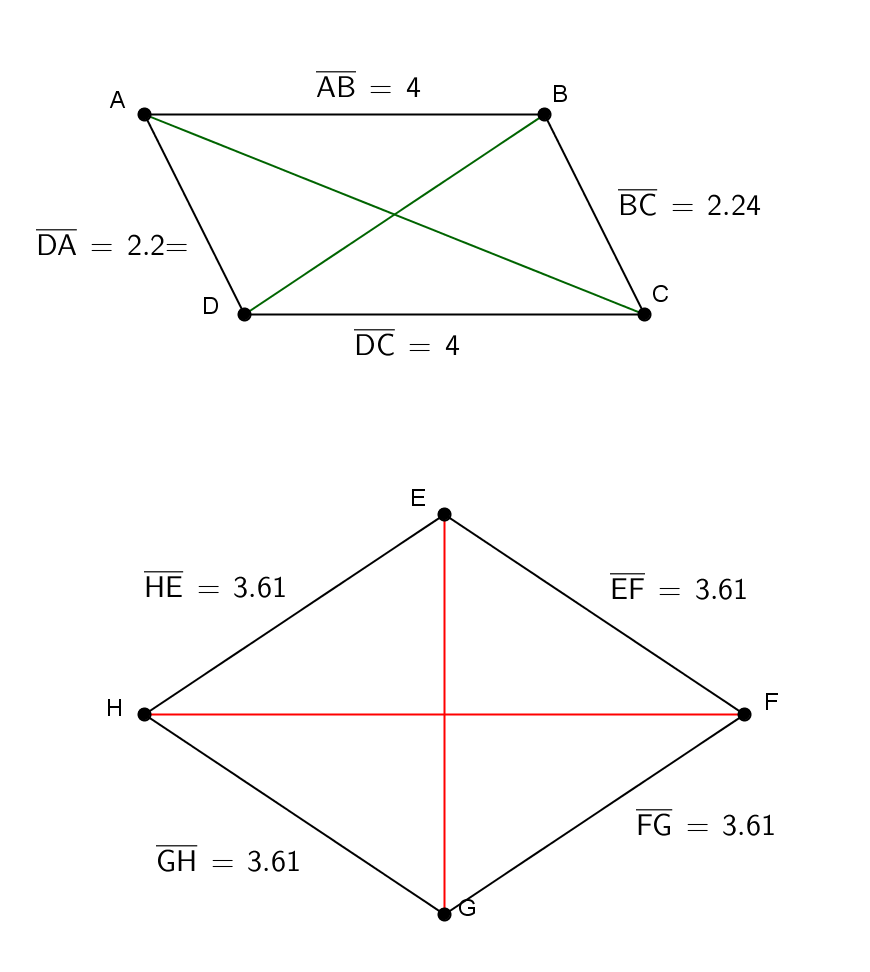 A
AB = 4
B
BC = 2.24
DA = 2.2=
D
C
DC = 4
E
HE = 3.61
EF = 3.61
H
F
FG = 3.61
GH = 3.61
G